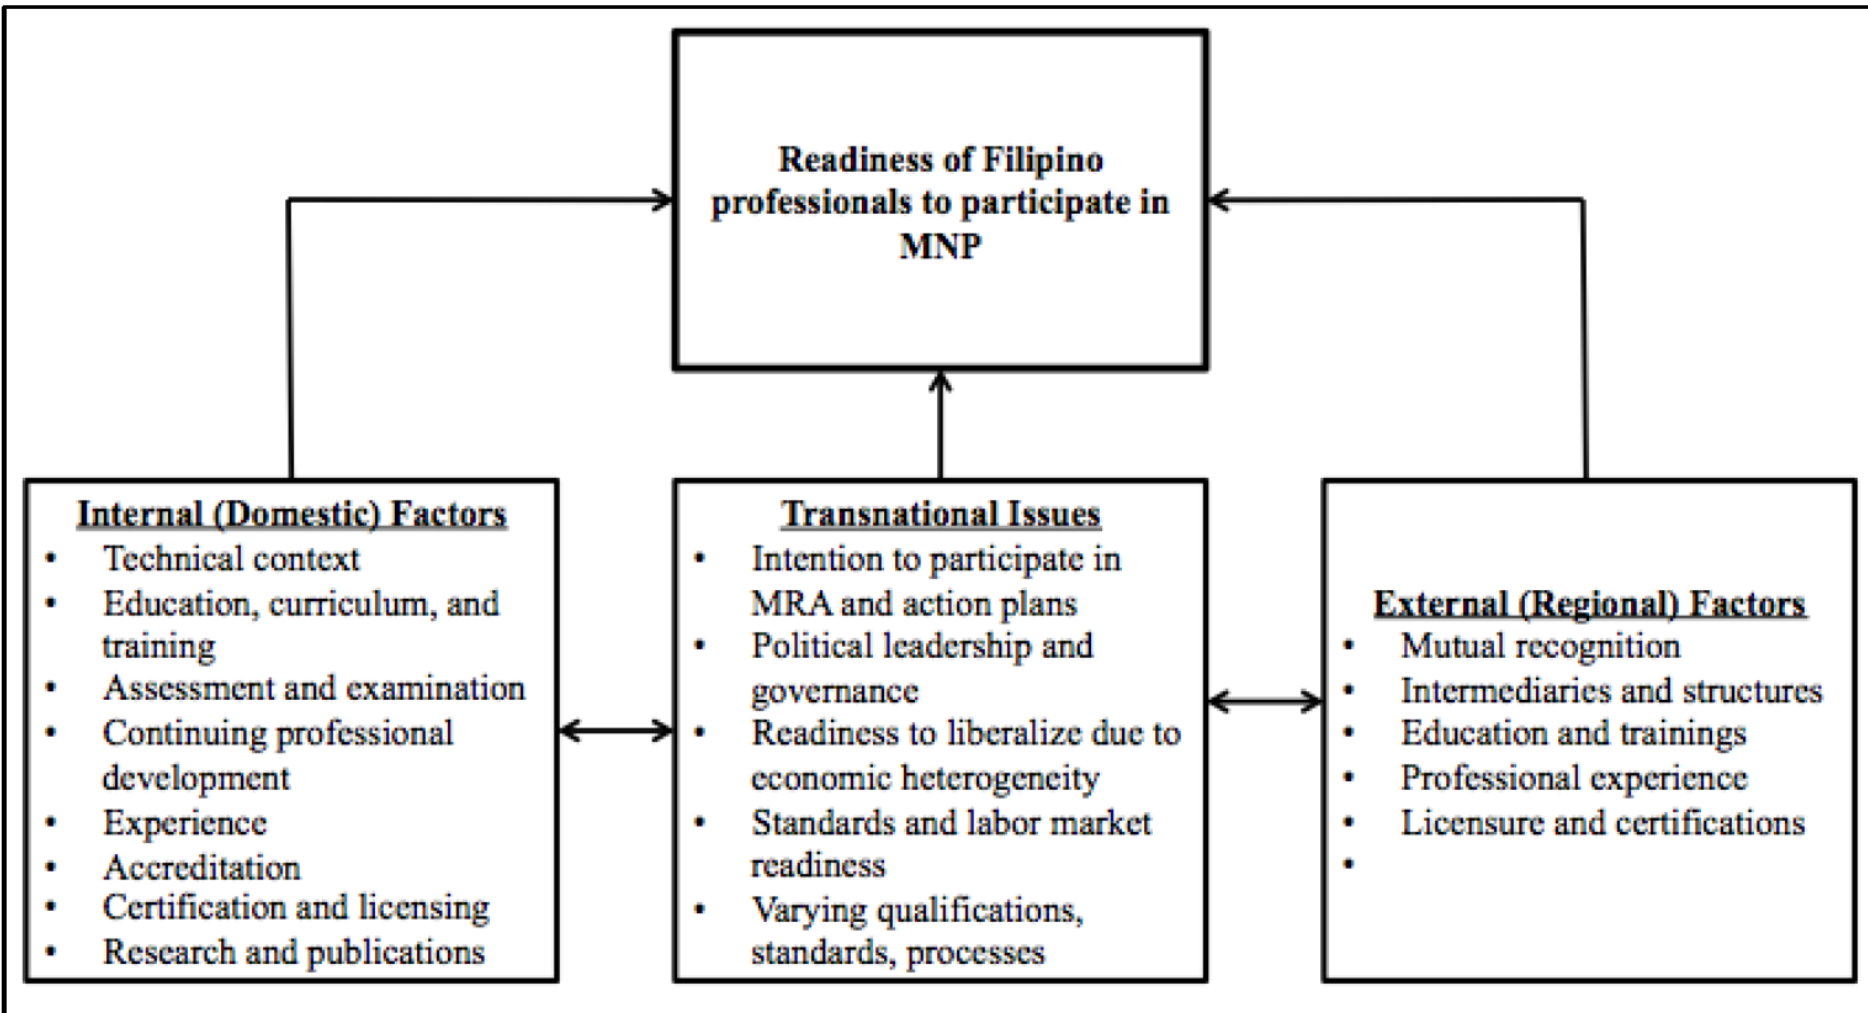 Readiness of Filipino
professionals to participate in
MNP
Internal (Domestic) Factors
• Technical context
• Education, curriculum, and
training
• Assessment and examination
• Continuing professional
development
• Experience
• Accreditation
• Certification and licensing
• Research and publications
Transnational Issues
• Intention to participate in
MRA and action plans
• Political leadership and
governance
• Readiness to liberalize due to
economic heterogeneity
• Standards and labor market
readiness
• Varying qualifications,
standards, processes
External (Regional) Factors
• Mutual recognition
• Intermediaries and structures
• Education and trainings
• Professional experience
• Licensure and certifications
•